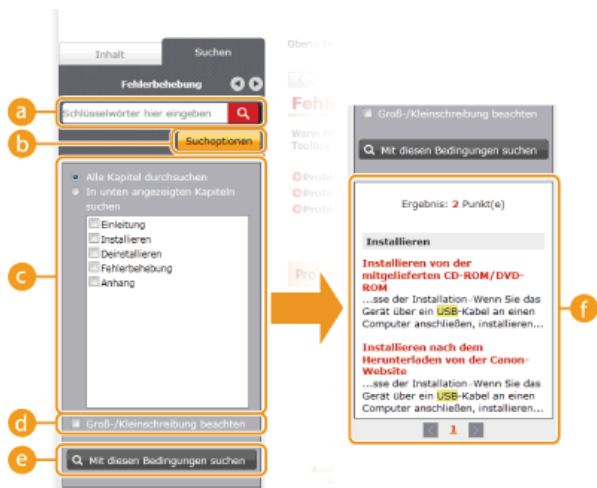 Inhalt
Suchen
Fehlerbehebung
a
Schlüsselwörter hier eingeben
b
Suchoptionen
c
Alle Kapitel durchsuchen
In unten angezeigten Kapiteln
suchen
Einleitung
Installieren
Deinstallieren
Fehlerbehebung
Anhang
d
Groß-/Kleinschreibung beachten
e
Mit diesen Bedingungen suchen
Groß-/Kleinschreibung beachten
Mit diesen Bedingungen suchen
f
Ergebnis: 2 Punkt(e)
Installieren
Installieren von der
mitgelieferten CD-ROM/DVD-
ROM
...sse der Installation Wenn Sie das
Gerät über ein USB-Kabel an einen
Computer anschließen, installieren...
Installieren nach dem
Herunterladen von der Canon-
Website
...sse der Installation Wenn Sie das
Gerät über ein USB-Kabel an einen
Computer anschließen, installieren...
1